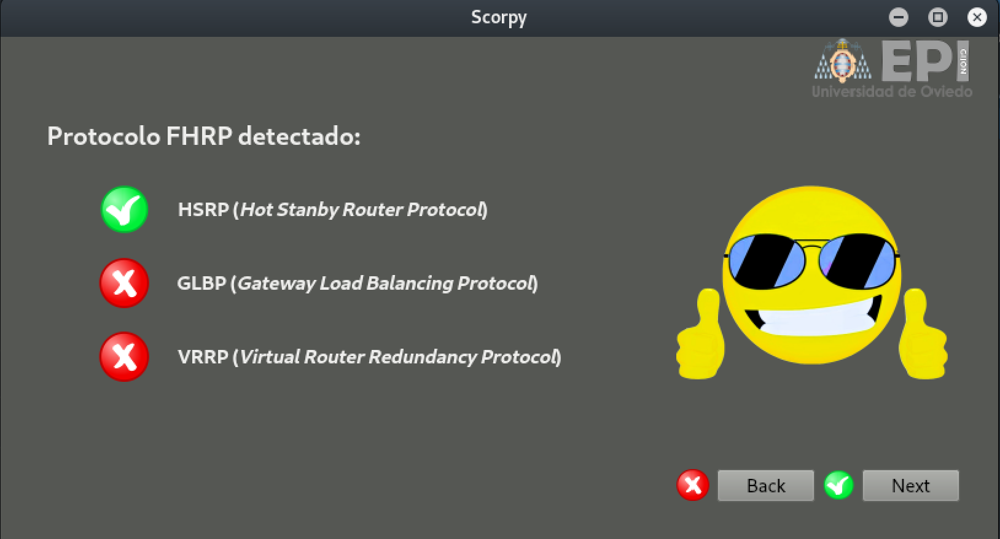 Scorpy
EPI
GIJON
Universidad de Oviedo
Protocolo FHRP detectado:
HSRP (Hot Stanby Router Protocol)
GLBP (Gateway Load Balancing Protocol)
VRRP (Virtual Router Redundancy Protocol)
Back
Next